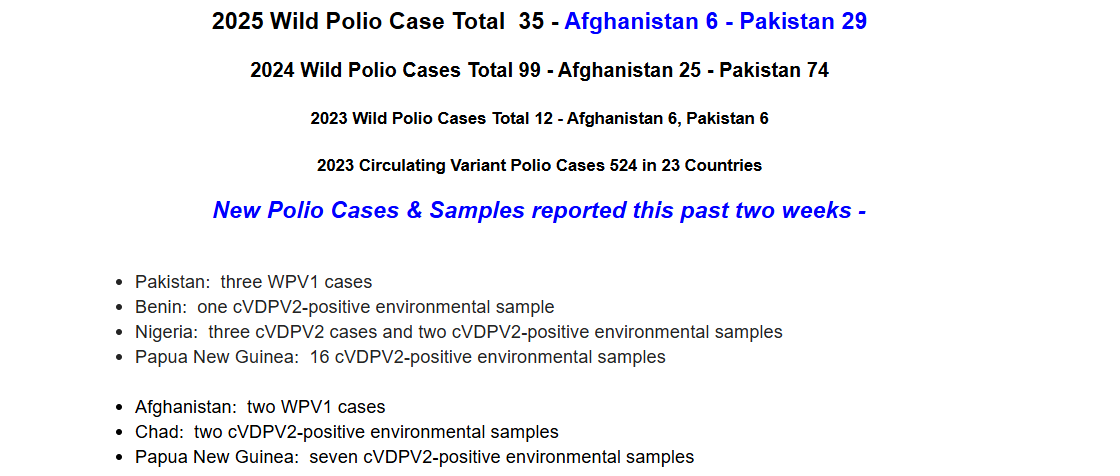 2025 Wild Polio Case Total  35 - Afghanistan 6 - Pakistan 29
2024 Wild Polio Cases Total 99 - Afghanistan 25 - Pakistan 74
2023 Wild Polio Cases Total 12 - Afghanistan 6, Pakistan 6
2023 Circulating Variant Polio Cases 524 in 23 Countries
New Polio Cases & Samples reported this past two weeks -
• Pakistan:  three WPV1 cases
• Benin:  one cVDPV2-positive environmental sample
• Nigeria:  three cVDPV2 cases and two cVDPV2-positive environmental samples
• Papua New Guinea:  16 cVDPV2-positive environmental samples
• Afghanistan:  two WPV1 cases
• Chad:  two cVDPV2-positive environmental samples
• Papua New Guinea:  seven cVDPV2-positive environmental samples